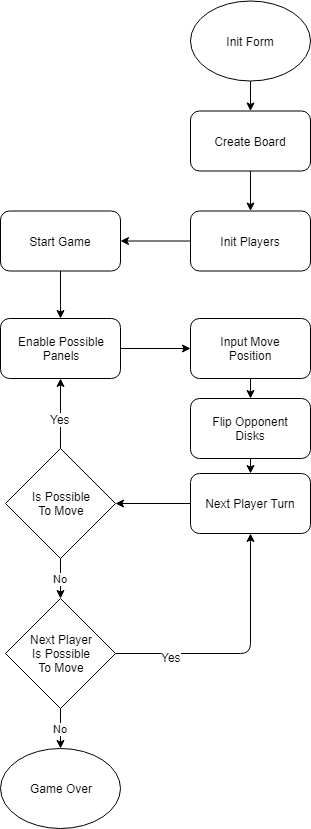 Init Form
Create Board
Init Players
Start Game
Enable Possible
Panels
Input Move
Position
Flip Opponent
Disks
Next Player Turn
Is Possible
To Move
Yes
No
Next Player
Is Possible
To Move
Yes
No
Game Over